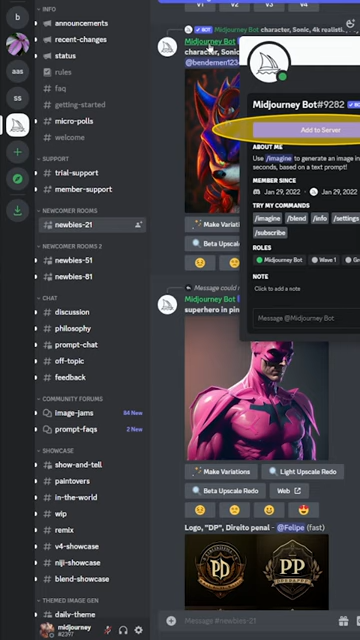 b
aas
ss
INFO
announcements
recent-changes
status
rules
faq
getting-started
micro-polls
welcome
SUPPORT
trial-support
member-support
NEWCOMER ROOMS
newbies-21
NEWCOMER ROOMS 2
newbies-51
newbies-81
CHAT
discussion
philosophy
prompt-chat
off-topic
feedback
COMMUNITY FORUMS
image-jams 84 New
prompt-faqs 2 New
SHOWCASE
show-and-tell
paintovers
in-the-world
wip
remix
v4-showcase
niji-showcase
blend-showcase
THEMED IMAGE GEN
daily-theme
midjourney
#2397
V1 V2 V3 V4
BOT Midjourney Bot character, Sonic, 4k realisti
Midjourney Bot
character, Sonic
@bendemen123
Make Variati
Beta Upscale
Midjourney Bot#9282
Add to Server
ABOUT ME
Use /imagine to generate an image in
seconds, based on a text prompt!
MEMBER SINCE
Jan 29, 2022 • Jan 29, 2022
TRY MY COMMANDS
/imagine /blend /info /settings
/subscribe
ROLES
Midjourney Bot Wave 1
NOTE
Click to add a note
Message @Midjourney Bot
Message could n
Midjourney Bot
superhero in pin
Make Variations Light Upscale Redo
Beta Upscale Redo Web
Logo, "DP", Direito penal - @Felipe (fast)
Message #newbies-21